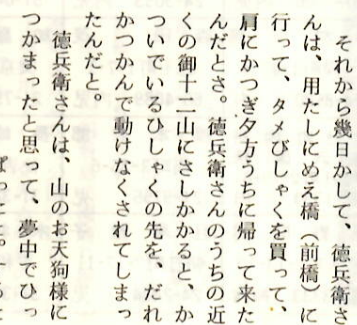 それから幾日かして、徳兵衛さ
んは、用たしにめえ橋（前橋）に
行って、タメびしゃくを買って、
肩にかつぎ夕方うちに帰って来た
んだとさ。徳兵衛さんのうちの近
くの御十二山にさしかかると、か
ついでいるひしゃくの先を、だれ
かつかんで動けなくされてしまっ
たんだと。
徳兵衛さんは、山のお天狗様に
つかまったと思って、夢中でひっ